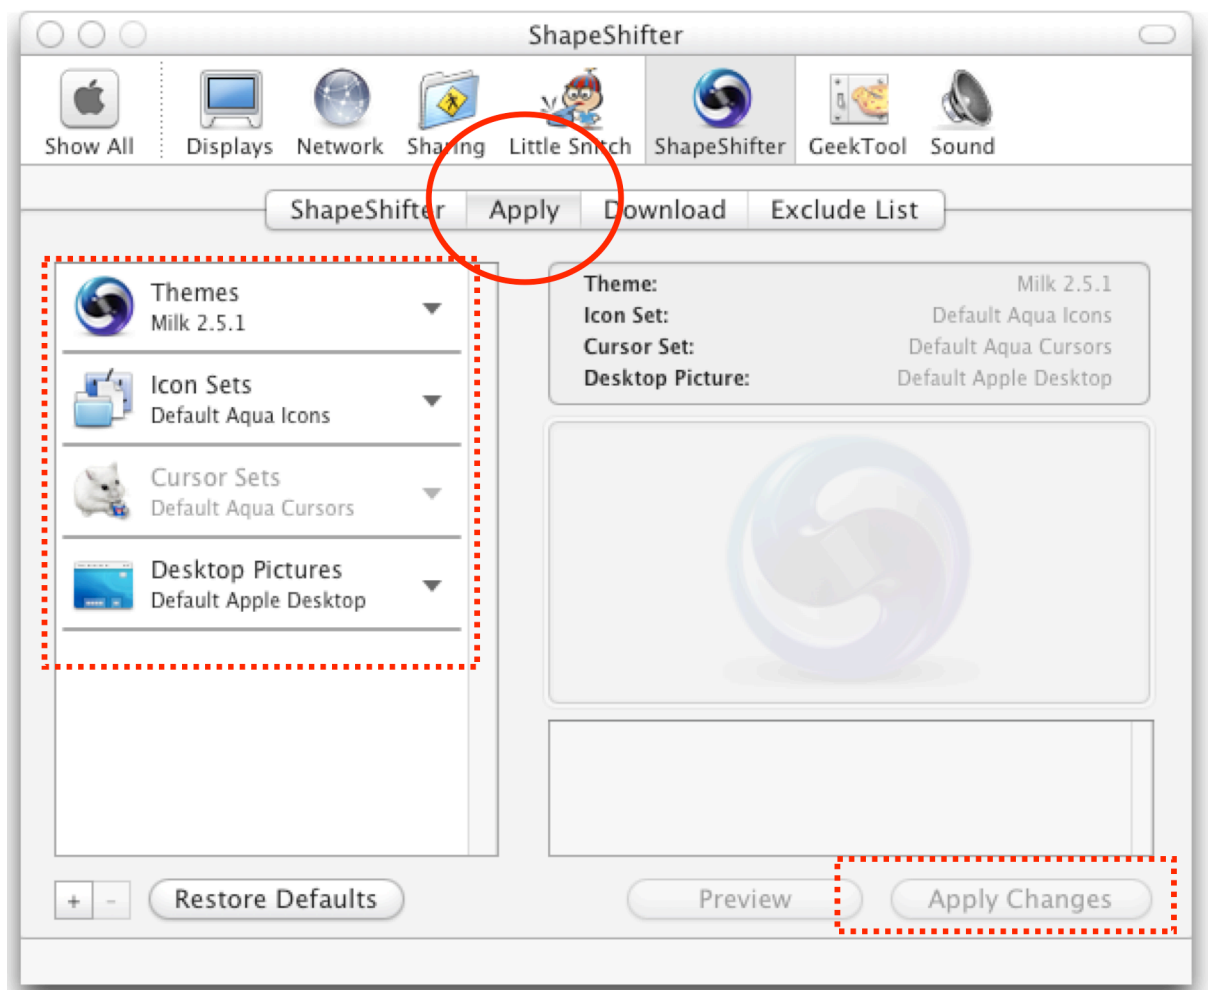 ShapeShifter
Show All
Displays
Network
Sharing
Little Snitch
ShapeShifter
GeekTool
Sound
ShapeShifter
Apply
Download
Exclude List
Themes
Milk 2.5.1
Icon Sets
Default Aqua Icons
Cursor Sets
Default Aqua Cursors
Desktop Pictures
Default Apple Desktop
Theme: Milk 2.5.1
Icon Set: Default Aqua Icons
Cursor Set: Default Aqua Cursors
Desktop Picture: Default Apple Desktop
+ -
Restore Defaults
Preview
Apply Changes